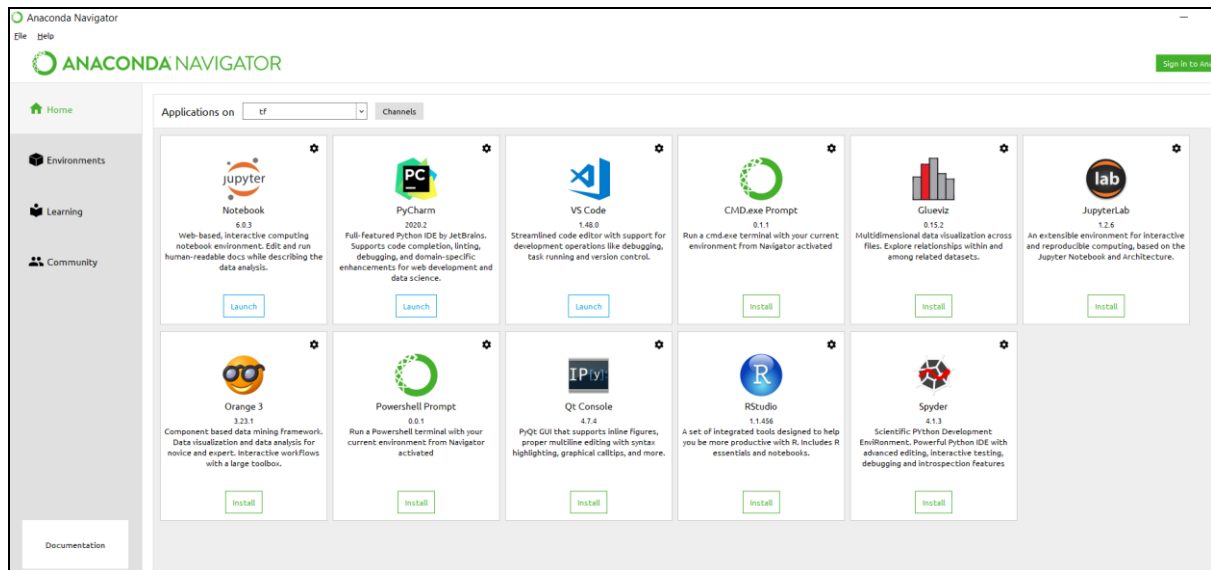 Anaconda Navigator
File Help
ANACONDA NAVIGATOR
Sign in to Ana
Home
Environments
Learning
Community
Documentation
Applications on tf Channels
jupyter
Notebook
6.0.3
Web-based, interactive computing
notebook environment. Edit and run
human-readable docs while describing the
data analysis.
Launch
PC
PyCharm
2020.2
Full-featured Python IDE by JetBrains.
Supports code completion, linting,
debugging, and domain-specific
enhancements for web development and
data science.
Launch
VS Code
1.48.0
Streamlined code editor with support for
development operations like debugging,
task running and version control.
Launch
CMD.exe Prompt
0.1.1
Run a cmd.exe terminal with your current
environment from Navigator activated
Install
Glueviz
0.15.2
Multidimensional data visualization across
files. Explore relationships within and
among related datasets.
Install
lab
JupyterLab
1.2.6
An extensible environment for interactive
and reproducible computing, based on the
Jupyter Notebook and Architecture.
Install
Orange 3
3.23.1
Component based data mining framework.
Data visualization and data analysis for
novice and expert. Interactive workflows
with a large toolbox.
Install
Powershell Prompt
0.0.1
Run a Powershell terminal with your
current environment from Navigator
activated
Install
IP[y]:
Qt Console
4.7.4
PyQt GUI that supports inline figures,
proper multiline editing with syntax
highlighting, graphical calltips, and more.
Install
R
RStudio
1.1.456
A set of integrated tools designed to help
you be more productive with R. Includes R
essentials and notebooks.
Install
Spyder
4.1.3
Scientific PYthon Development
EnviRonment. Powerful Python IDE with
advanced editing, interactive testing,
debugging and introspection features
Install